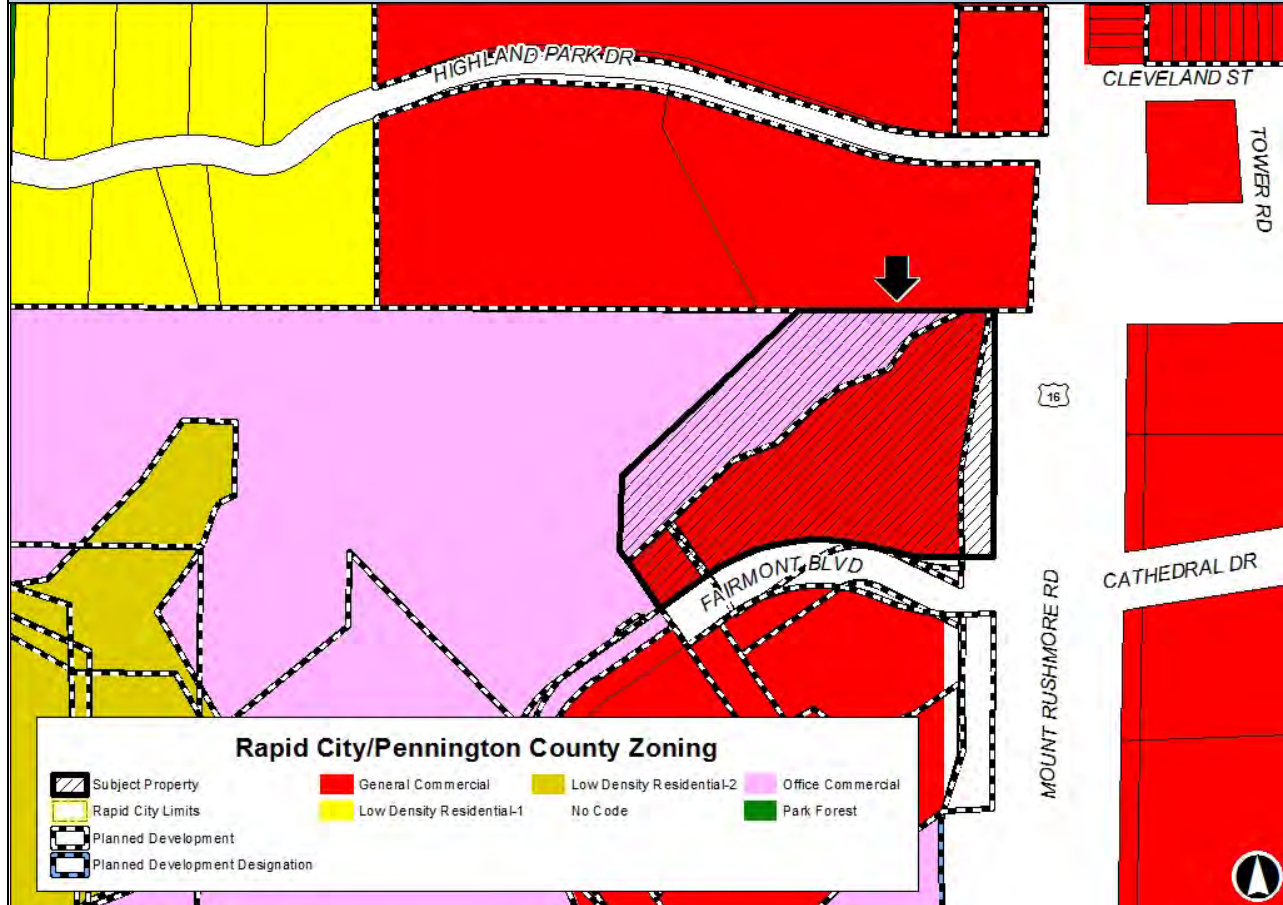 HIGHLAND PARK DR
CLEVELAND ST
TOWER RD
16
FAIRMONT BLVD
CATHEDRAL DR
MOUNT RUSHMORE RD
Rapid City/Pennington County Zoning
Subject Property
General Commercial
Low Density Residential-2
Office Commercial
Rapid City Limits
Low Density Residential-1
No Code
Park Forest
Planned Development
Planned Development Designation